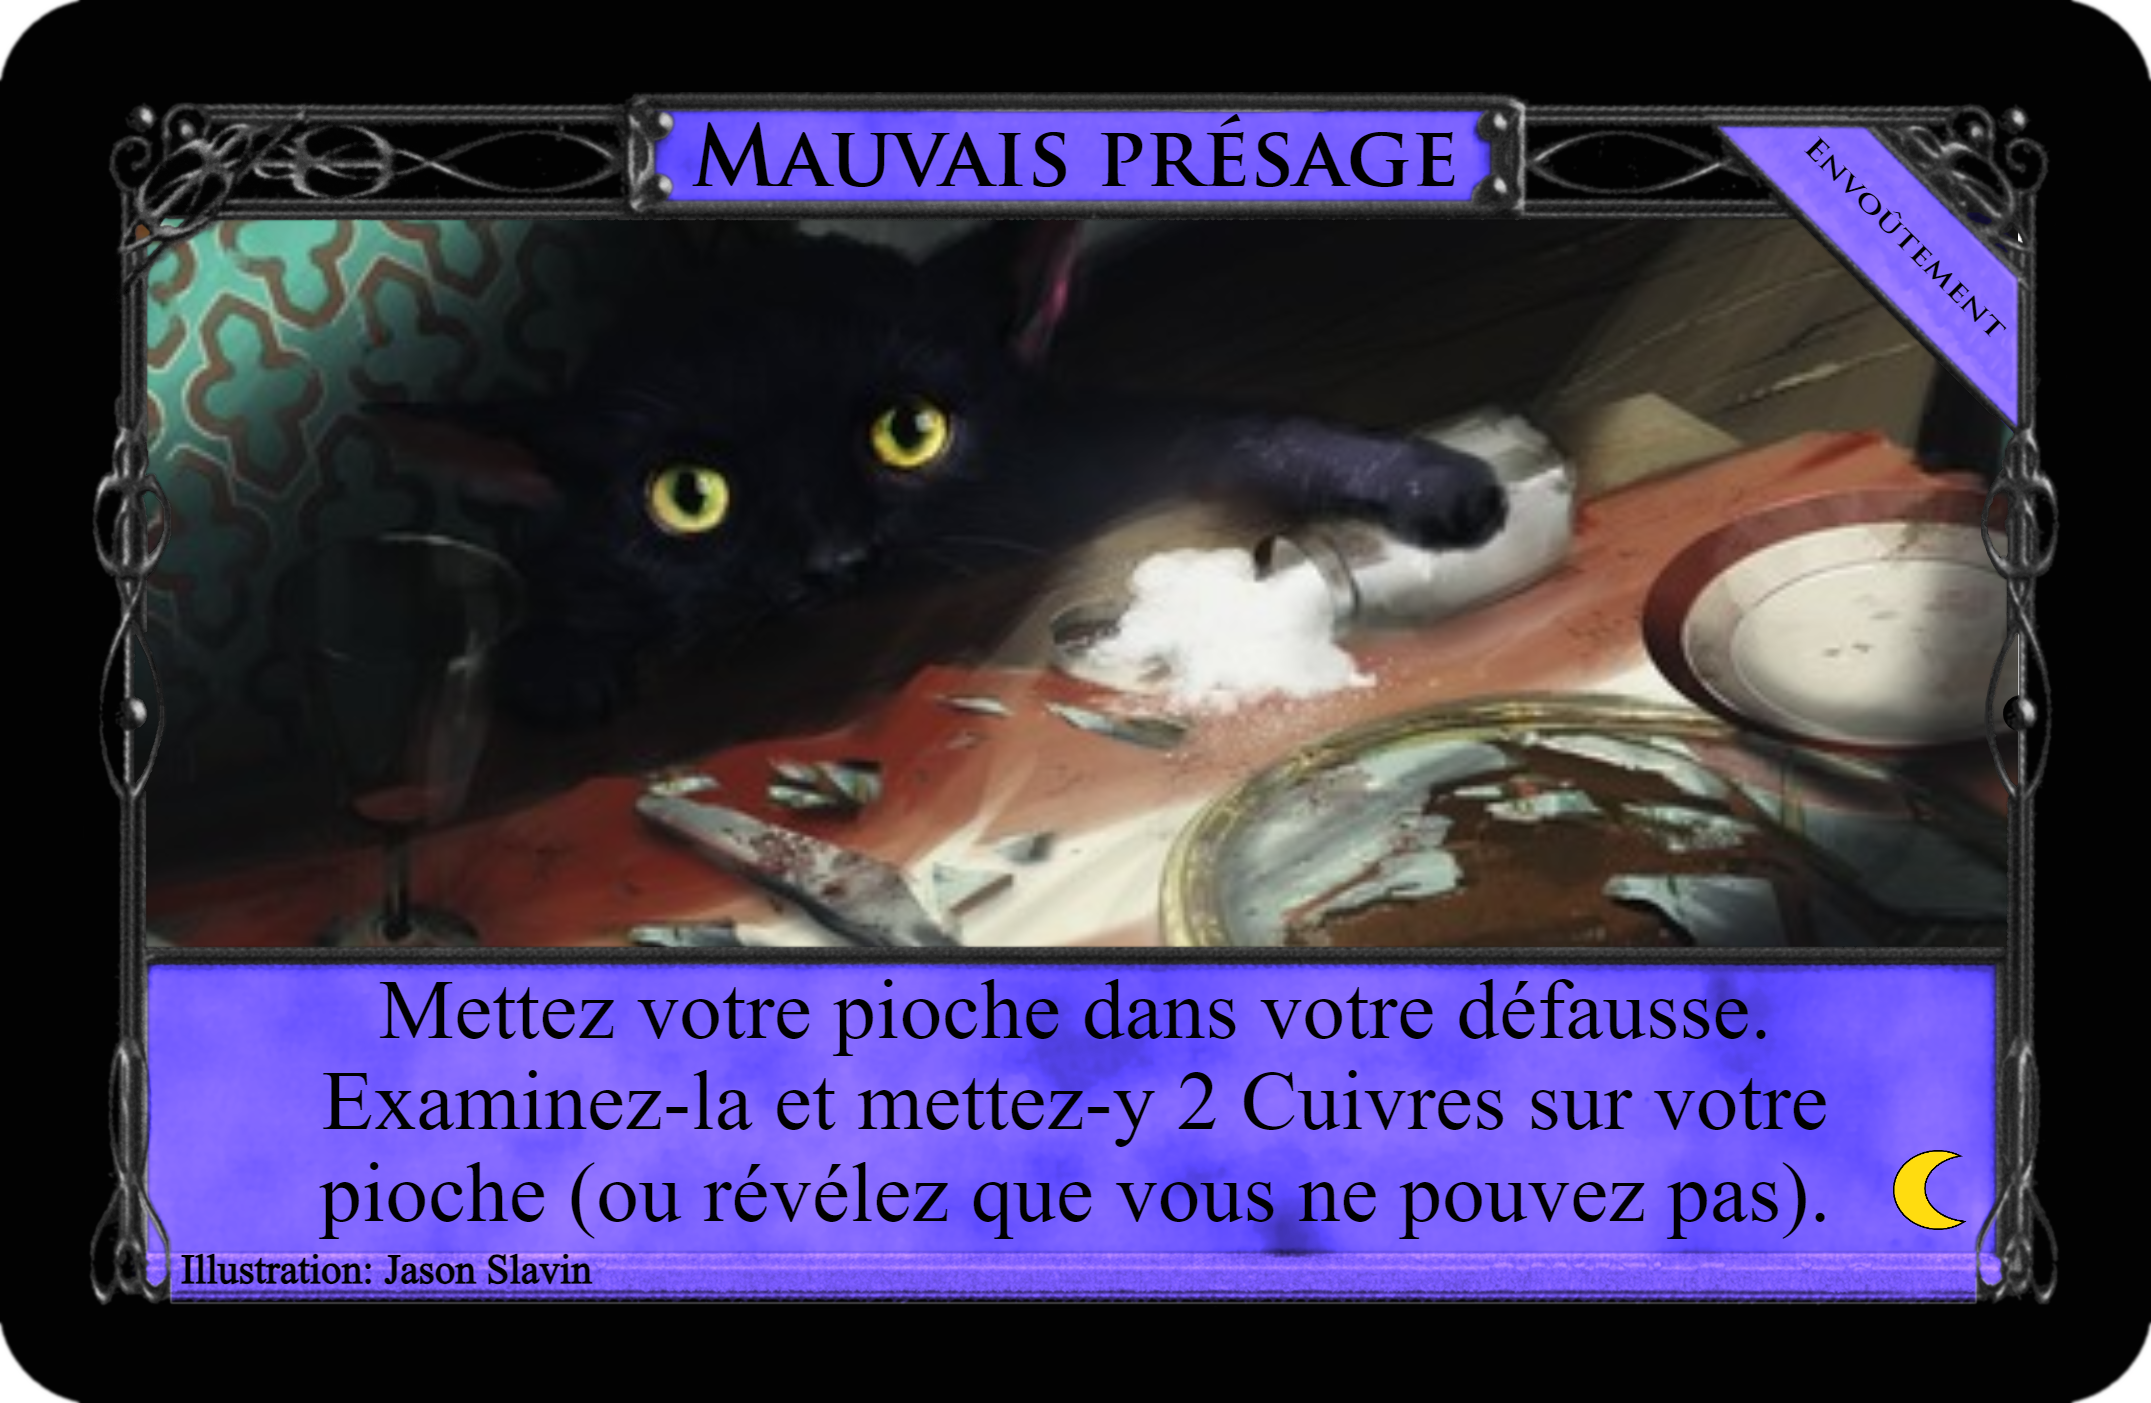 Mauvais présage
Envoûtement
Mettez votre pioche dans votre défausse.
Examinez-la et mettez-y 2 Cuivres sur votre
pioche (ou révélez que vous ne pouvez pas).
Illustration: Jason Slavin